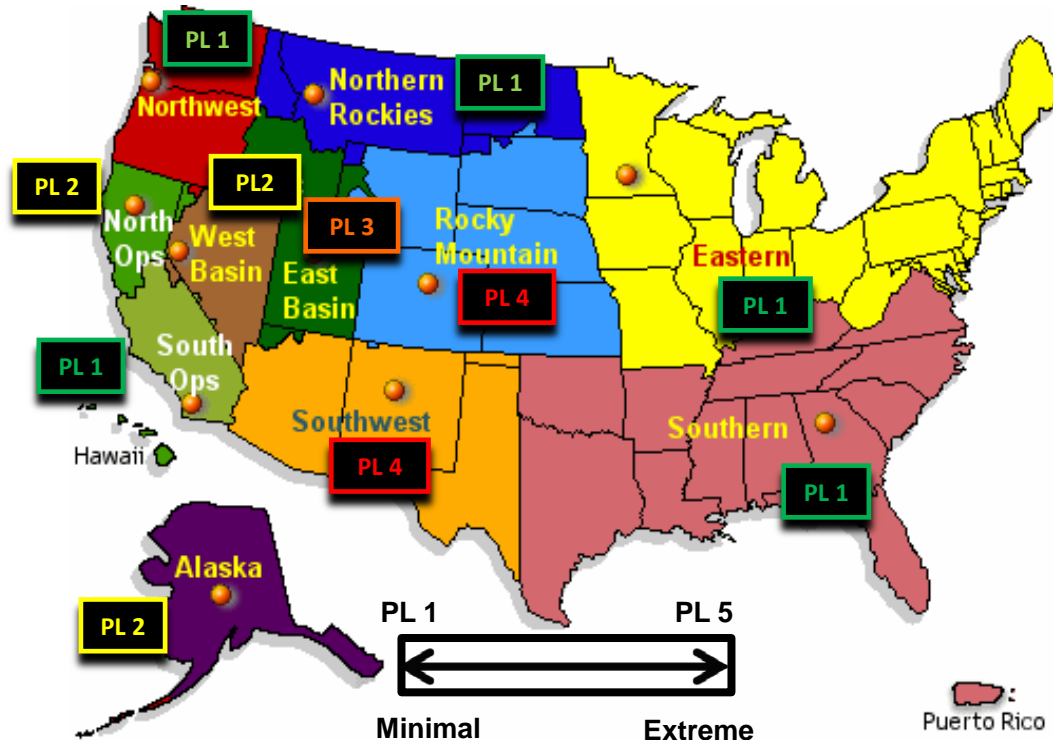 PL 1
Northwest
Northern
Rockies
PL 1
PL 2
North
Ops
PL2
West
Basin
PL 3
East
Basin
Rocky
Mountain
PL 4
Eastern
PL 1
South
Ops
PL 1
Hawaii
Southwest
PL 4
Southern
PL 1
Alaska
PL 2
PL 1
PL 5
Minimal
Extreme
Puerto Rico